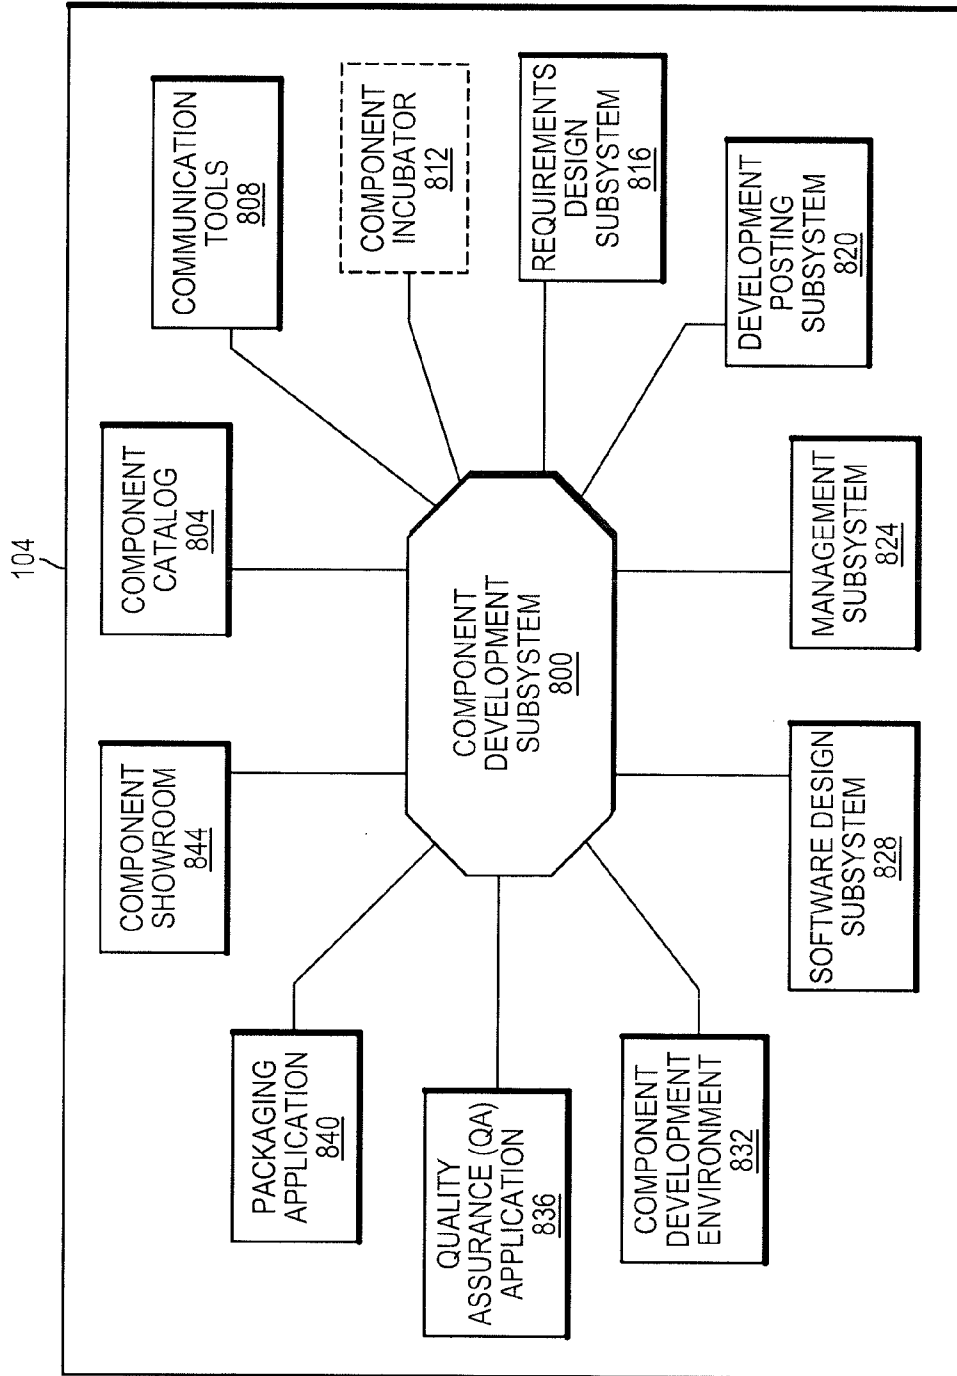 104
COMPONENT
SHOWROOM
844
COMPONENT
CATALOG
804
COMMUNICATION
TOOLS
808
PACKAGING
APPLICATION
840
COMPONENT
INCUBATOR
812
QUALITY
ASSURANCE (QA)
APPLICATION
836
COMPONENT
DEVELOPMENT
SUBSYSTEM
800
REQUIREMENTS
DESIGN
SUBSYSTEM
816
COMPONENT
DEVELOPMENT
ENVIRONMENT
832
DEVELOPMENT
POSTING
SUBSYSTEM
820
SOFTWARE DESIGN
SUBSYSTEM
828
MANAGEMENT
SUBSYSTEM
824